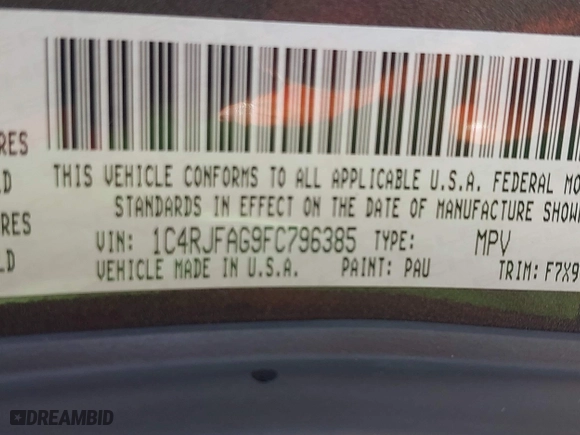 RES
D
RES
LD
THIS VEHICLE CONFORMS TO ALL APPLICABLE U.S.A. FEDERAL MO
STANDARDS IN EFFECT ON THE DATE OF MANUFACTURE SHOW
VIN: 1C4RJFAG9FC796385 TYPE: MPV
VEHICLE MADE IN U.S.A. PAINT: PAU TRIM: F7X9
DREAMBID